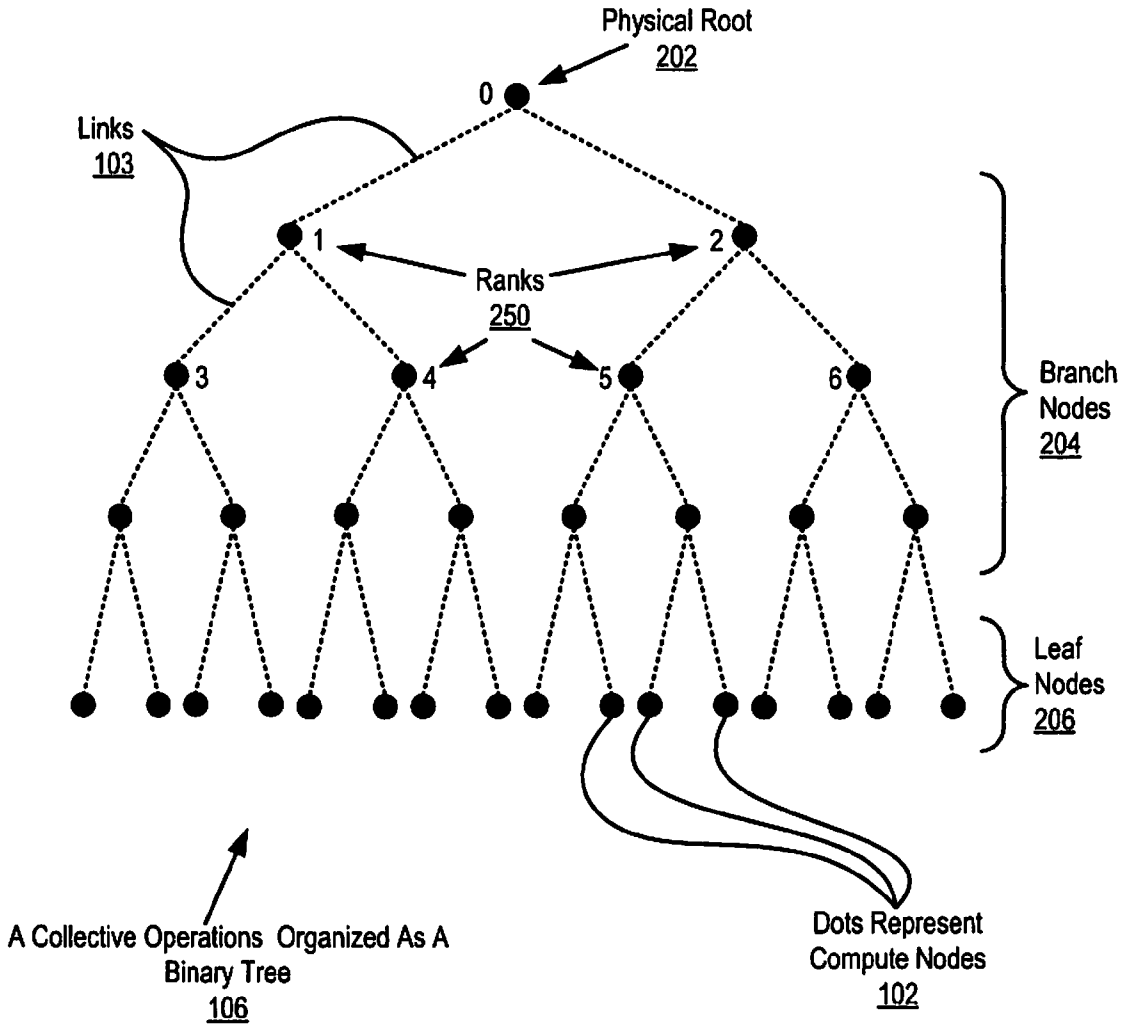 Physical Root
202
0
Links
103
1
2
Ranks
250
3
4
5
6
Branch
Nodes
204
Leaf
Nodes
206
A Collective Operations Organized As A
Binary Tree
106
Dots Represent
Compute Nodes
102